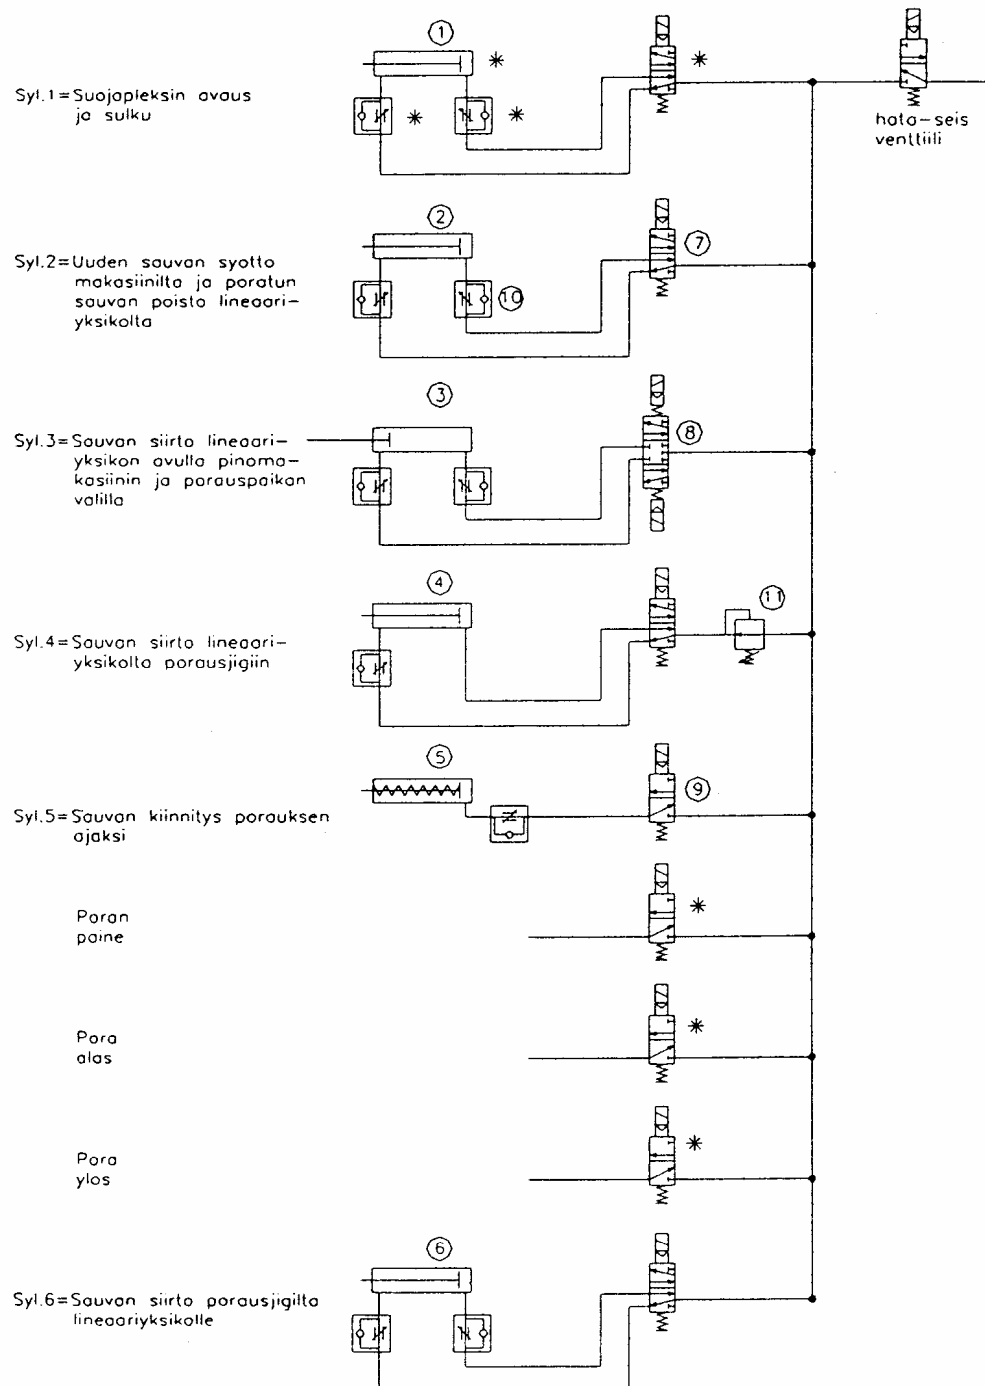 1
Syl.1=Suojapleksin avaus
ja sulku
hata-seis
venttiili
2
7
Syl.2=Uuden sauvan syotto
makasiinilta ja poratun
sauvan poisto lineaari-
yksikolta
10
3
8
Syl.3=Sauvan siirto lineaari-
yksikon avulla pinoma-
kasiinin ja porauspaikan
valilla
4
11
Syl.4=Sauvan siirto lineaari-
yksikolta porausjigiin
5
9
Syl.5=Sauvan kiinnitys porauksen
ajaksi
Poran
paine
Pora
alas
Pora
ylos
6
Syl.6=Sauvan siirto porausjigilta
lineaariyksikolle